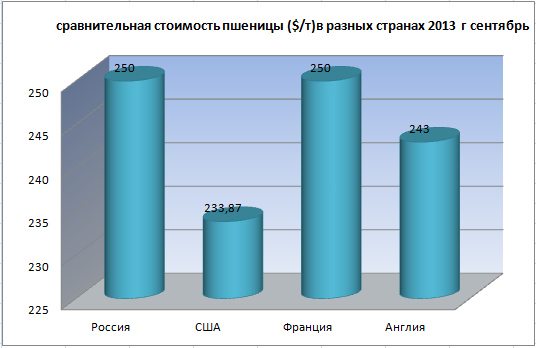 сравнительная стоимость пшеницы ($/т)в разных странах 2013 г сентябрь
250
245
240
235
230
225
250
233,87
250
243
Россия
США
Франция
Англия